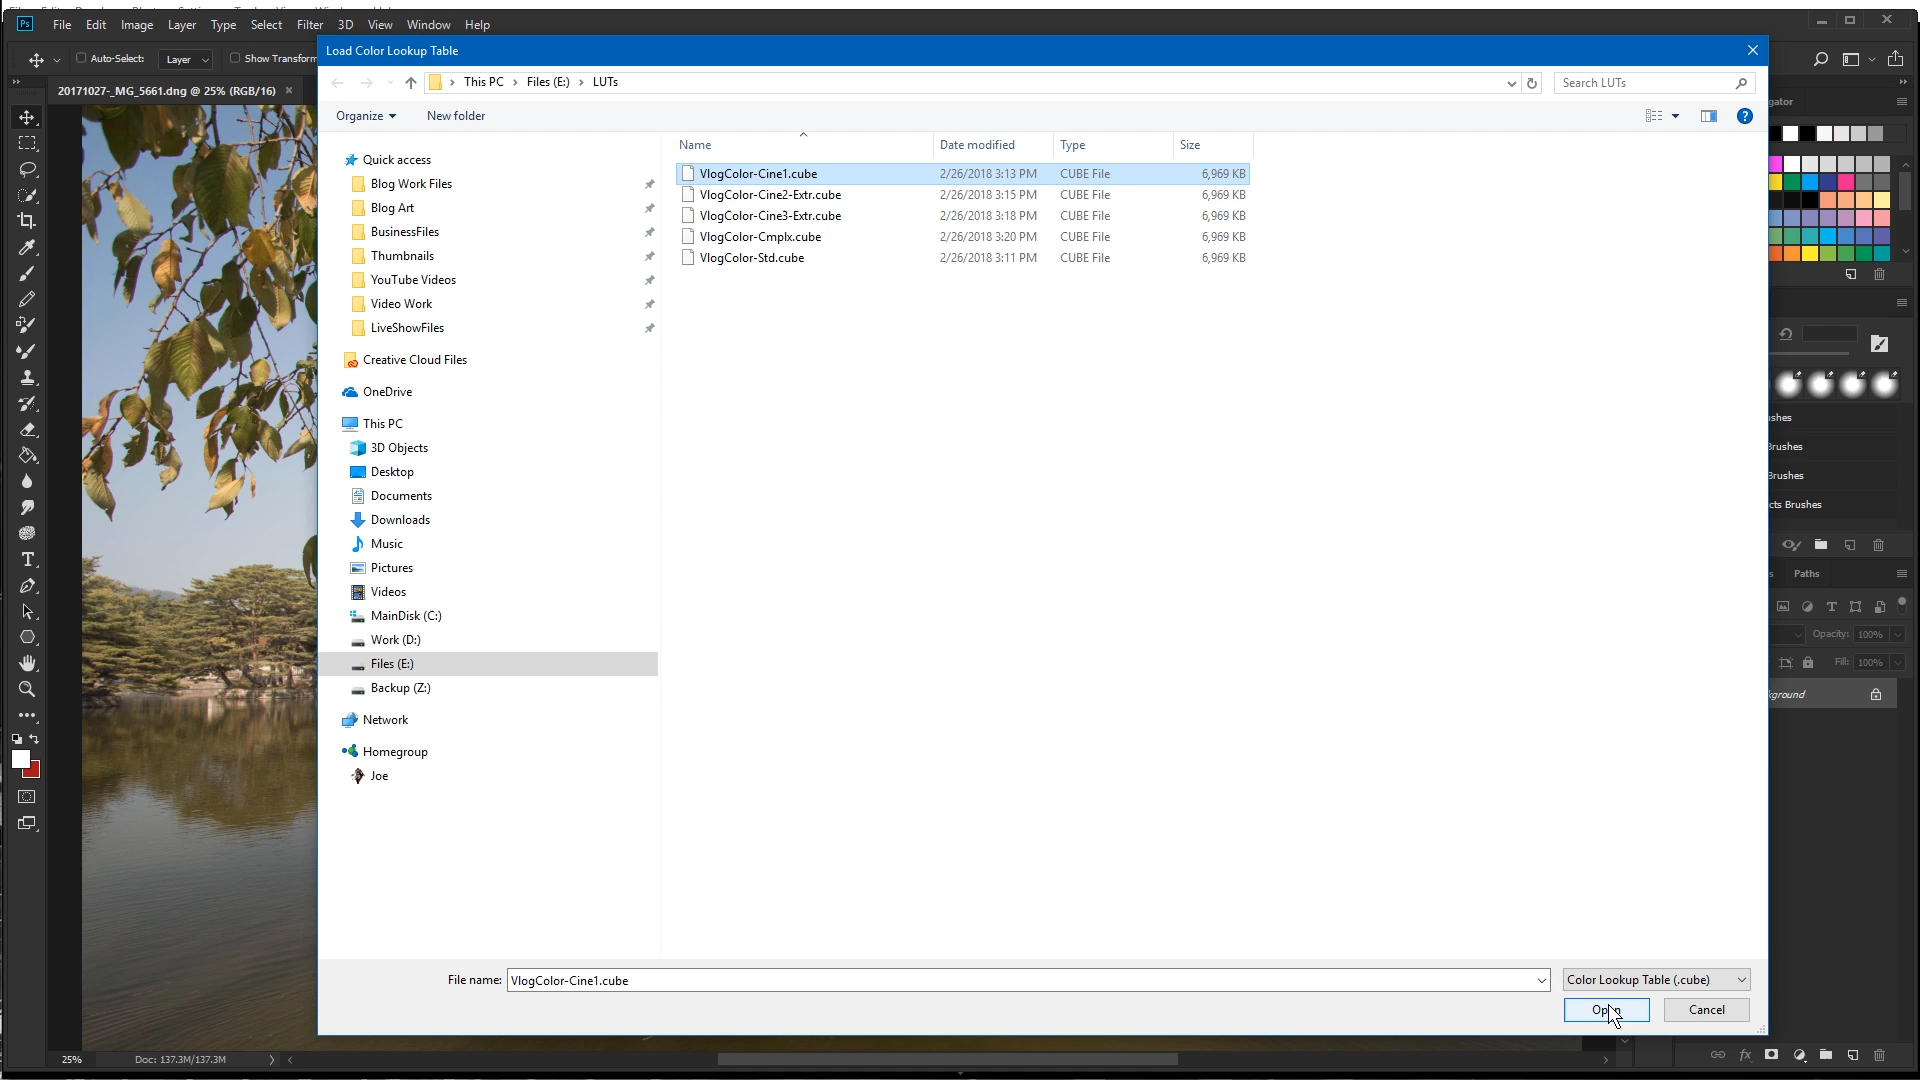 Ps File Edit Image Layer Type Select Filter 3D View Window Help
Load Color Lookup Table
Auto-Select: Layer Show Transform
This PC Files (E:) LUTs
Search LUTs
20171027-_MG_5661.dng @ 25% (RGB/16)
gator
Organize New folder
Name Date modified Type Size
Quick access
Blog Work Files
Blog Art
BusinessFiles
Thumbnails
YouTube Videos
Video Work
LiveShowFiles
Creative Cloud Files
OneDrive
This PC
3D Objects
Desktop
Documents
Downloads
Music
Pictures
Videos
MainDisk (C:)
Work (D:)
Files (E:)
Backup (Z:)
Network
Homegroup
Joe
VlogColor-Cine1.cube 2/26/2018 3:13 PM CUBE File 6,969 KB
VlogColor-Cine2-Extr.cube 2/26/2018 3:15 PM CUBE File 6,969 KB
VlogColor-Cine3-Extr.cube 2/26/2018 3:18 PM CUBE File 6,969 KB
VlogColor-Cmplx.cube 2/26/2018 3:20 PM CUBE File 6,969 KB
VlogColor-Std.cube 2/26/2018 3:11 PM CUBE File 6,969 KB
shes
Brushes
Brushes
cts Brushes
s Paths
Opacity: 100%
Fill: 100%
kground
File name: VlogColor-Cine1.cube Color Lookup Table (.cube)
Open Cancel
25% Doc: 137.3M/137.3M